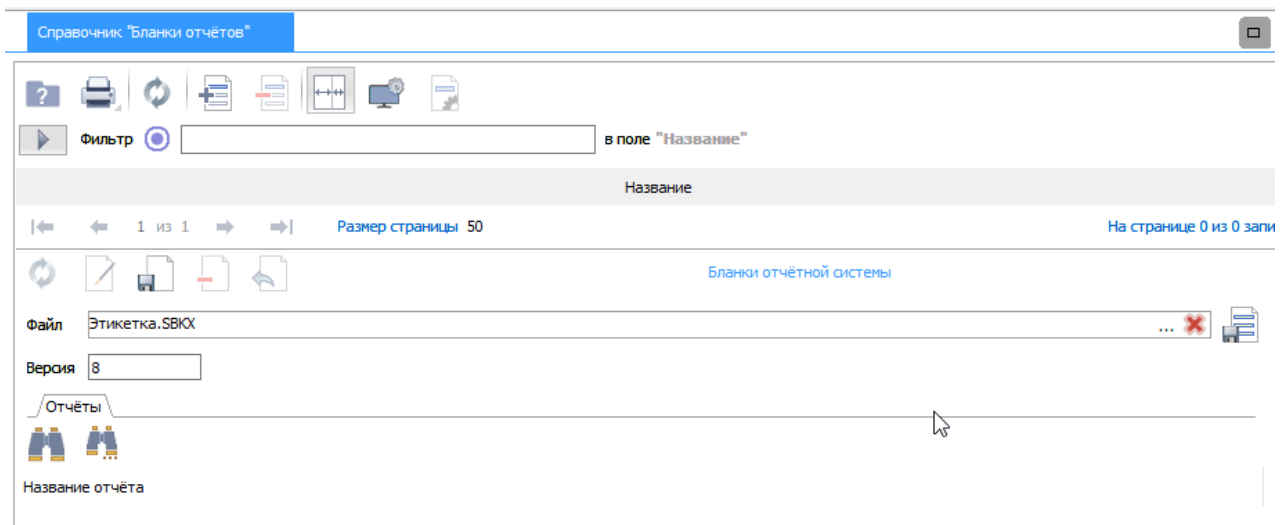 Справочник "Бланки отчётов"
Фильтр в поле "Название"
Название
1 из 1 Размер страницы 50 На странице 0 из 0 запи
Бланки отчётной системы
Файл Этикетка.SBKX ...
Версия 8
Отчёты
Название отчёта